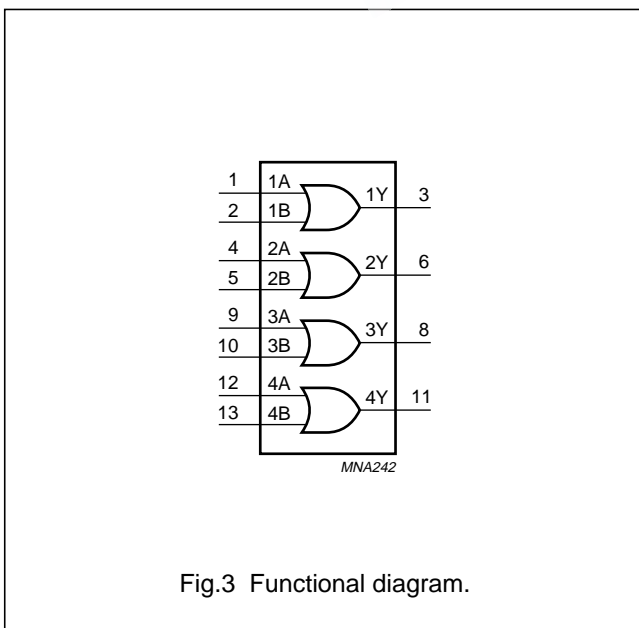 1 1A 1Y 3
2 1B
4 2A 2Y 6
5 2B
9 3A 3Y 8
10 3B
12 4A 4Y 11
13 4B
MNA242
Fig.3 Functional diagram.